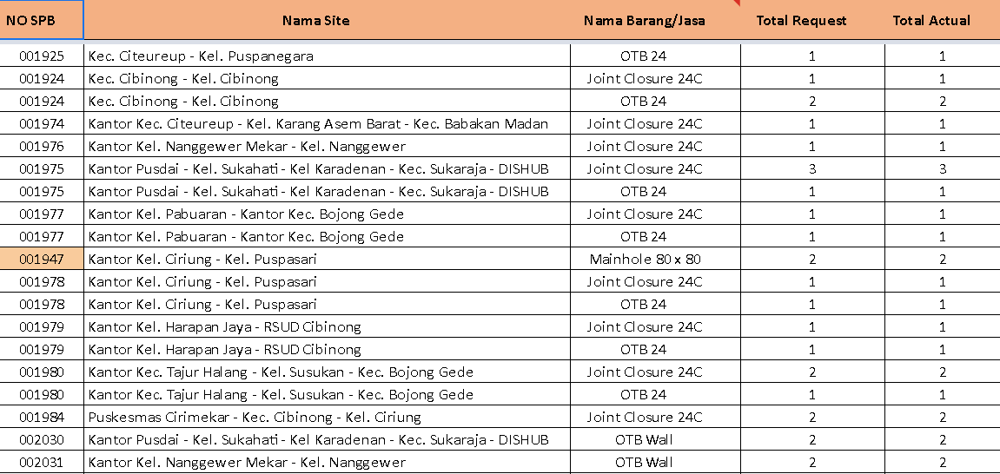 NO SPB Nama Site Nama Barang/Jasa Total Request Total Actual
001925 Kec. Citeureup - Kel. Puspanegara OTB 24 1 1
001924 Kec. Cibinong - Kel. Cibinong Joint Closure 24C 1 1
001924 Kec. Cibinong - Kel. Cibinong OTB 24 2 2
001974 Kantor Kec. Citeureup - Kel. Karang Asem Barat - Kec. Babakan Madan Joint Closure 24C 1 1
001976 Kantor Kel. Nanggewer Mekar - Kel. Nanggewer Joint Closure 24C 1 1
001975 Kantor Pusdai - Kel. Sukahati - Kel Karadenan - Kec. Sukaraja - DISHUB Joint Closure 24C 3 3
001975 Kantor Pusdai - Kel. Sukahati - Kel Karadenan - Kec. Sukaraja - DISHUB OTB 24 1 1
001977 Kantor Kel. Pabuaran - Kantor Kec. Bojong Gede Joint Closure 24C 1 1
001977 Kantor Kel. Pabuaran - Kantor Kec. Bojong Gede OTB 24 1 1
001947 Kantor Kel. Ciriung - Kel. Puspasari Mainhole 80 x 80 2 2
001978 Kantor Kel. Ciriung - Kel. Puspasari Joint Closure 24C 1 1
001978 Kantor Kel. Ciriung - Kel. Puspasari OTB 24 1 1
001979 Kantor Kel. Harapan Jaya - RSUD Cibinong Joint Closure 24C 1 1
001979 Kantor Kel. Harapan Jaya - RSUD Cibinong OTB 24 1 1
001980 Kantor Kec. Tajur Halang - Kel. Susukan - Kec. Bojong Gede Joint Closure 24C 2 2
001980 Kantor Kec. Tajur Halang - Kel. Susukan - Kec. Bojong Gede OTB 24 1 1
001984 Puskesmas Cirimekar - Kec. Cibinong - Kel. Ciriung Joint Closure 24C 2 2
002030 Kantor Pusdai - Kel. Sukahati - Kel Karadenan - Kec. Sukaraja - DISHUB OTB Wall 2 2
002031 Kantor Kel. Nanggewer Mekar - Kel. Nanggewer OTB Wall 2 2